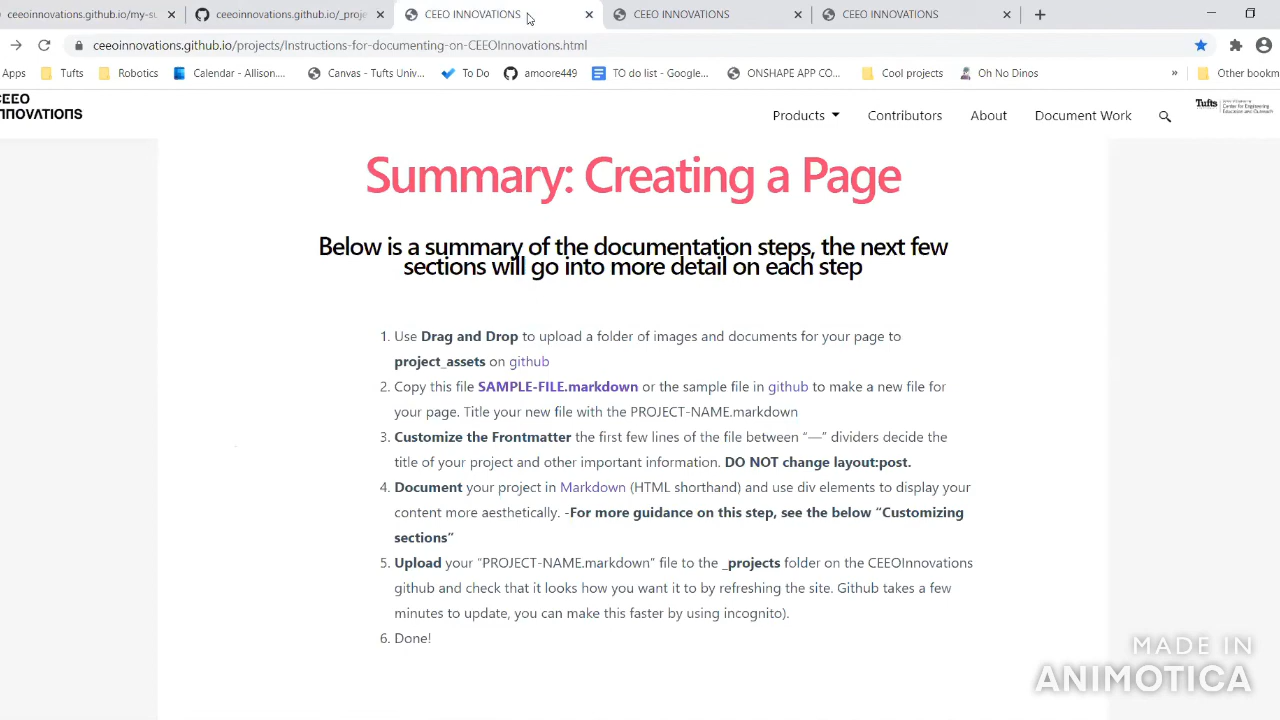 ceeoinnovations.github.io/my-su
ceeoinnovations.github.io/_proje
CEEO INNOVATIONS
CEEO INNOVATIONS
CEEO INNOVATIONS
ceeoinnovations.github.io/projects/Instructions-for-documenting-on-CEEOInnovations.html
Apps Tufts Robotics Calendar - Allison.... Canvas - Tufts Univ... To Do amoore449 TO do list - Google... ONSHAPE APP CO... Cool projects Oh No Dinos » Other bookm
CEEO
INNOVATIONS
Products Contributors About Document Work
Tufts Center for Engineering
Education and Outreach
Summary: Creating a Page
Below is a summary of the documentation steps, the next few
sections will go into more detail on each step
1. Use Drag and Drop to upload a folder of images and documents for your page to
project_assets on github
2. Copy this file SAMPLE-FILE.markdown or the sample file in github to make a new file for
your page. Title your new file with the PROJECT-NAME.markdown
3. Customize the Frontmatter the first few lines of the file between “—” dividers decide the
title of your project and other important information. DO NOT change layout:post.
4. Document your project in Markdown (HTML shorthand) and use div elements to display your
content more aesthetically. -For more guidance on this step, see the below “Customizing
sections”
5. Upload your “PROJECT-NAME.markdown” file to the _projects folder on the CEEOInnovations
github and check that it looks how you want it to by refreshing the site. Github takes a few
minutes to update, you can make this faster by using incognito).
6. Done!
MADE IN
ANIMOTICA